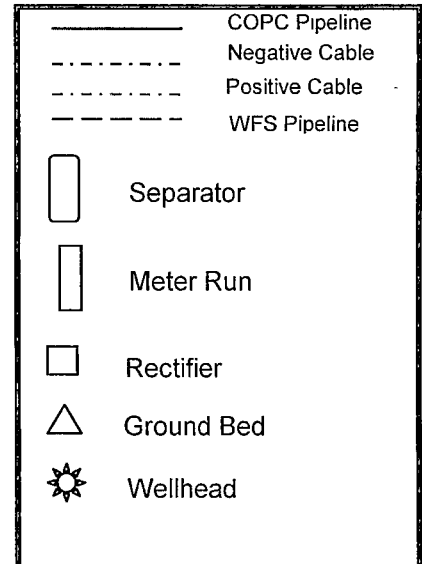 COPC Pipeline
Negative Cable
Positive Cable
WFS Pipeline
Separator
Meter Run
Rectifier
Ground Bed
Wellhead